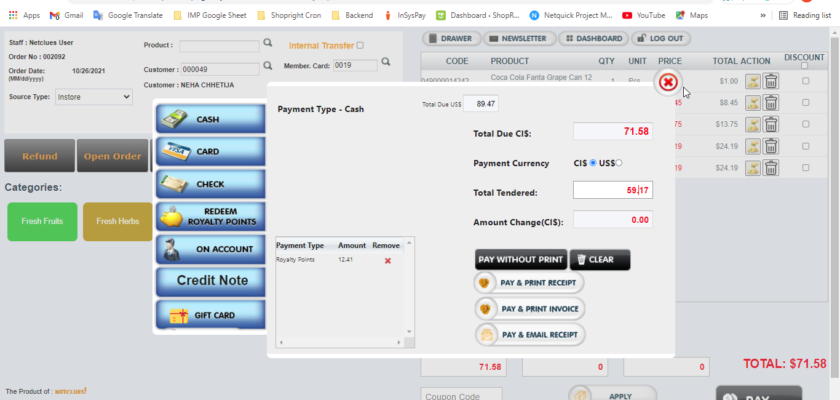 Apps
Gmail
Google Translate
IMP Google Sheet
Shopright Cron
Backend
InSysPay
Dashboard ‹ ShopR...
Netquick Project M...
YouTube
Maps
»
Reading list
Staff : Netclues User
Order No : 002092
Order Date: 10/26/2021
(MM/dd/yyyy)
Source Type: Instore
Product :
Customer : 000049
Customer : NEHA CHHETIJA
Internal Transfer
Member. Card: 0019
DRAWER
NEWSLETTER
DASHBOARD
LOG OUT
CODE PRODUCT QTY UNIT PRICE TOTAL ACTION DISCOUNT
049000014242 Coca Cola Fanta Grape Can 12 1 Pcs $1.00
45 $8.45
75 $13.75
19 $24.19
19 $24.19
Refund
Open Order
Categories:
Fresh Fruits
Fresh Herbs
CASH
CARD
CHECK
REDEEM
ROYALTY POINTS
ON ACCOUNT
Credit Note
GIFT CARD
Payment Type - Cash
Total Due US$ 89.47
Total Due CI$: 71.58
Payment Currency CI$ US$
Total Tendered: 59.17
Amount Change(CI$): 0.00
Payment Type Amount Remove
Royalty Points 12.41
PAY WITHOUT PRINT
CLEAR
PAY & PRINT RECEIPT
PAY & PRINT INVOICE
PAY & EMAIL RECEIPT
71.58
0
0
TOTAL: $71.58
Coupon Code
APPLY
PAY
The Product of : NETCLUES!